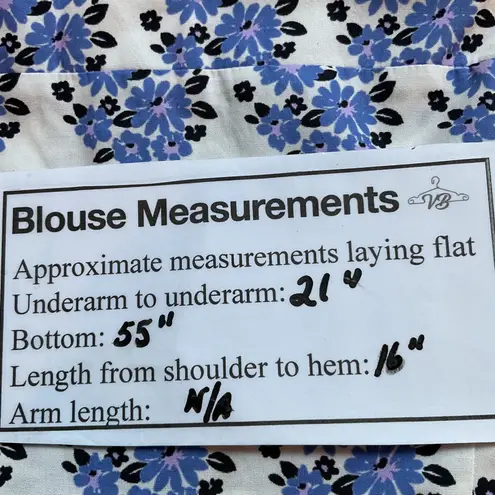 Blouse Measurements VB
Approximate measurements laying flat
Underarm to underarm: 21"
Bottom: 55"
Length from shoulder to hem: 16"
Arm length: N/A